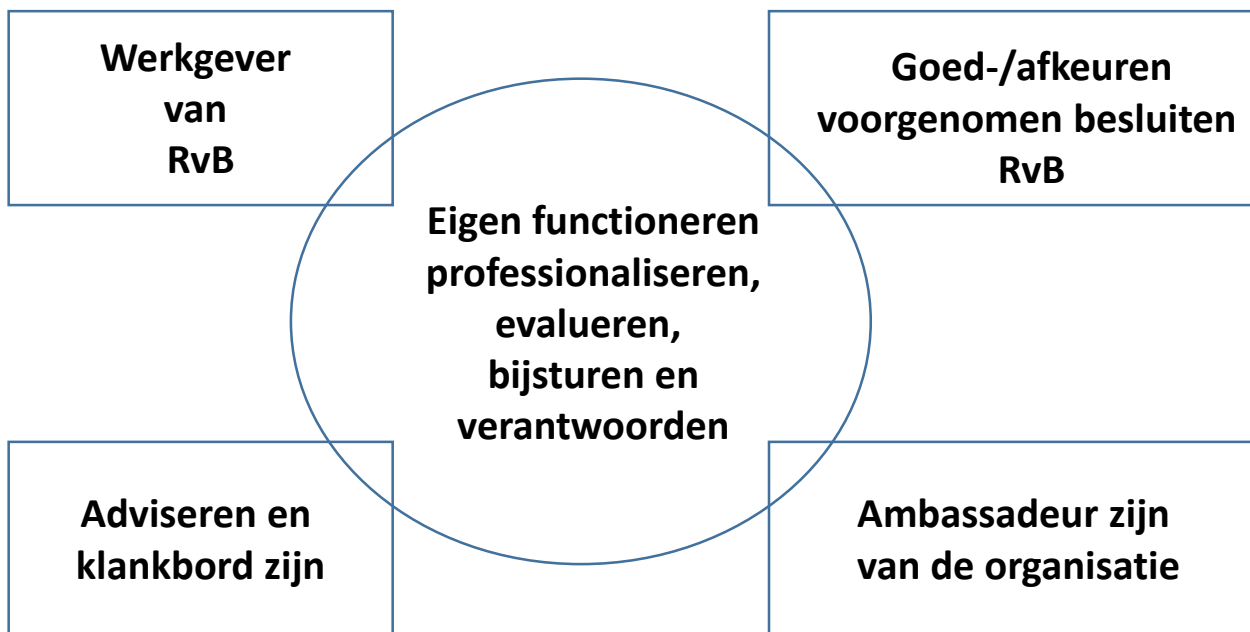 Werkgever
van
RvB
Goed-/afkeuren
voorgenomen besluiten
RvB
Eigen functioneren
professionaliseren,
evalueren,
bijsturen en
verantwoorden
Adviseren en
klankbord zijn
Ambassadeur zijn
van de organisatie